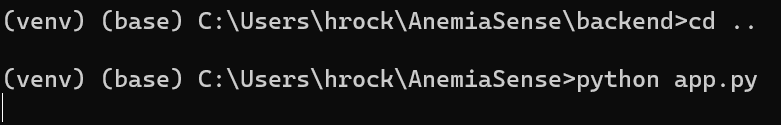 (venv) (base) C:\Users\hrock\AnemiaSense\backend>cd ..
(venv) (base) C:\Users\hrock\AnemiaSense>python app.py